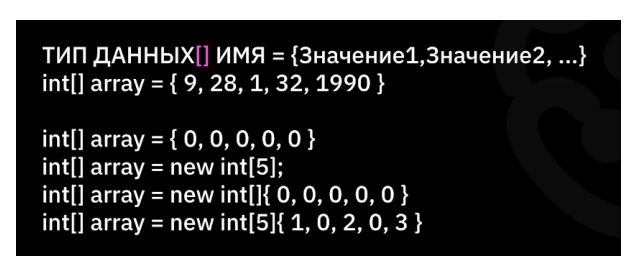 ТИП ДАННЫХ[] ИМЯ = {Значение1,Значение2, ...}
int[] array = { 9, 28, 1, 32, 1990 }
int[] array = { 0, 0, 0, 0, 0 }
int[] array = new int[5];
int[] array = new int[]{ 0, 0, 0, 0, 0 }
int[] array = new int[5]{ 1, 0, 2, 0, 3 }